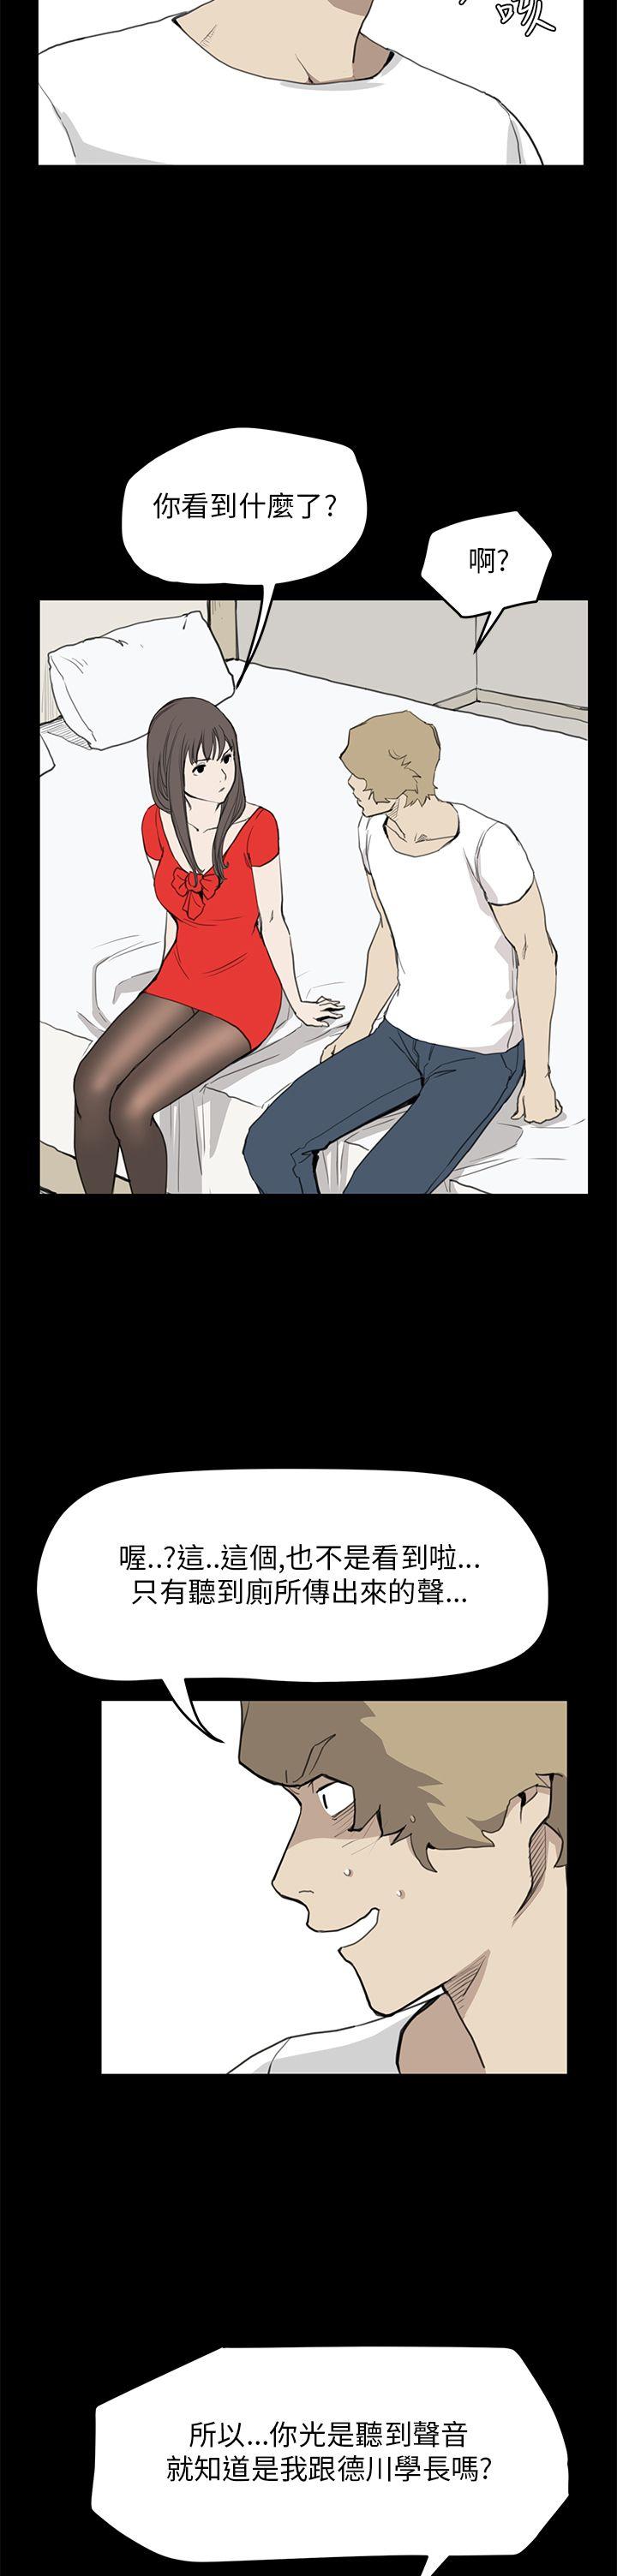 你看到什麼了?
啊?
喔..?這..這個,也不是看到啦...
只有聽到廁所傳出來的聲...
所以...你光是聽到聲音
就知道是我跟德川學長嗎?